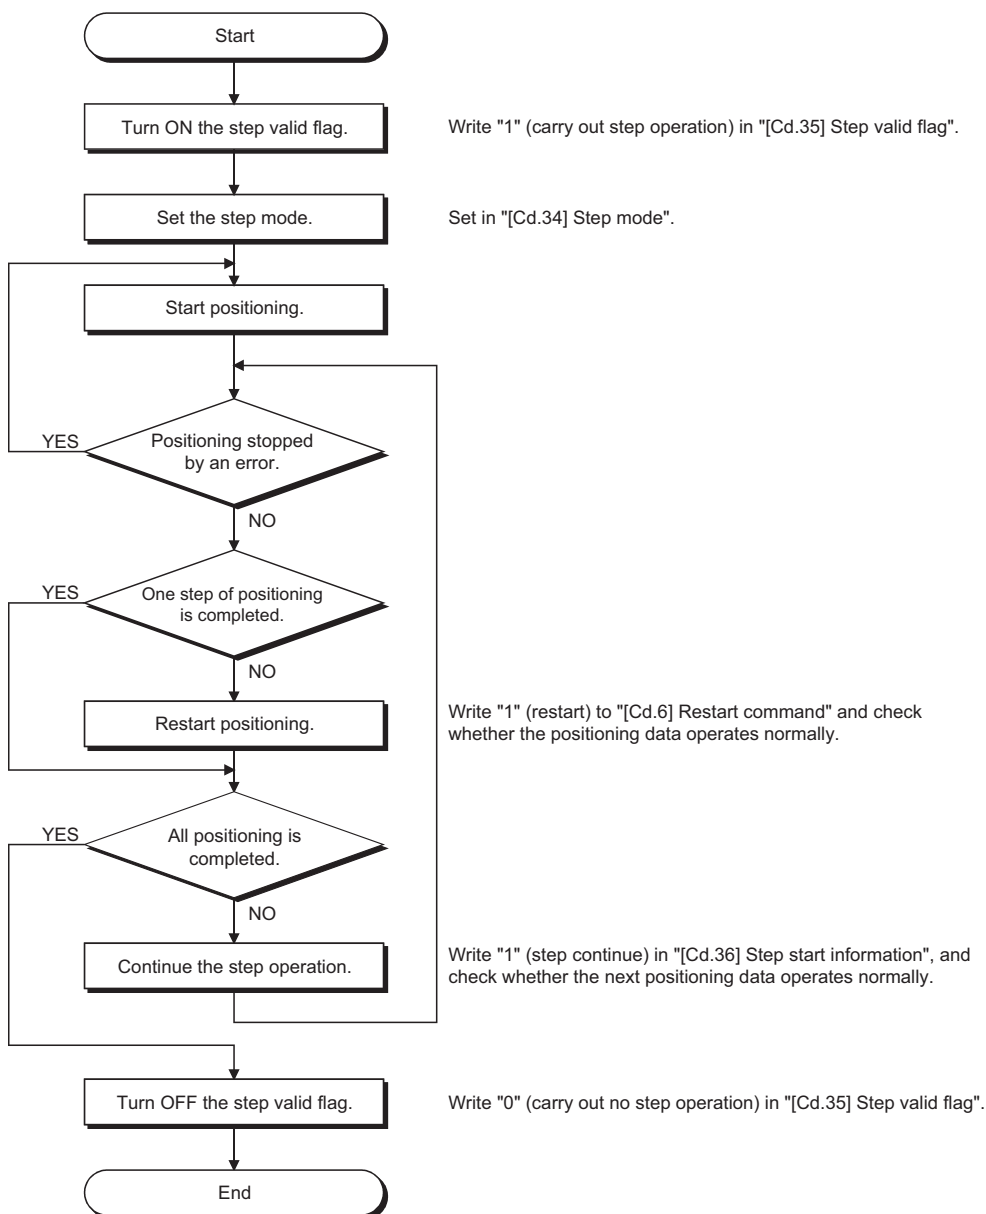 Start
Turn ON the step valid flag.
Write "1" (carry out step operation) in "[Cd.35] Step valid flag".
Set the step mode.
Set in "[Cd.34] Step mode".
Start positioning.
YES
Positioning stopped
by an error.
NO
YES
One step of positioning
is completed.
NO
Restart positioning.
Write "1" (restart) to "[Cd.6] Restart command" and check
whether the positioning data operates normally.
YES
All positioning is
completed.
NO
Continue the step operation.
Write "1" (step continue) in "[Cd.36] Step start information", and
check whether the next positioning data operates normally.
Turn OFF the step valid flag.
Write "0" (carry out no step operation) in "[Cd.35] Step valid flag".
End